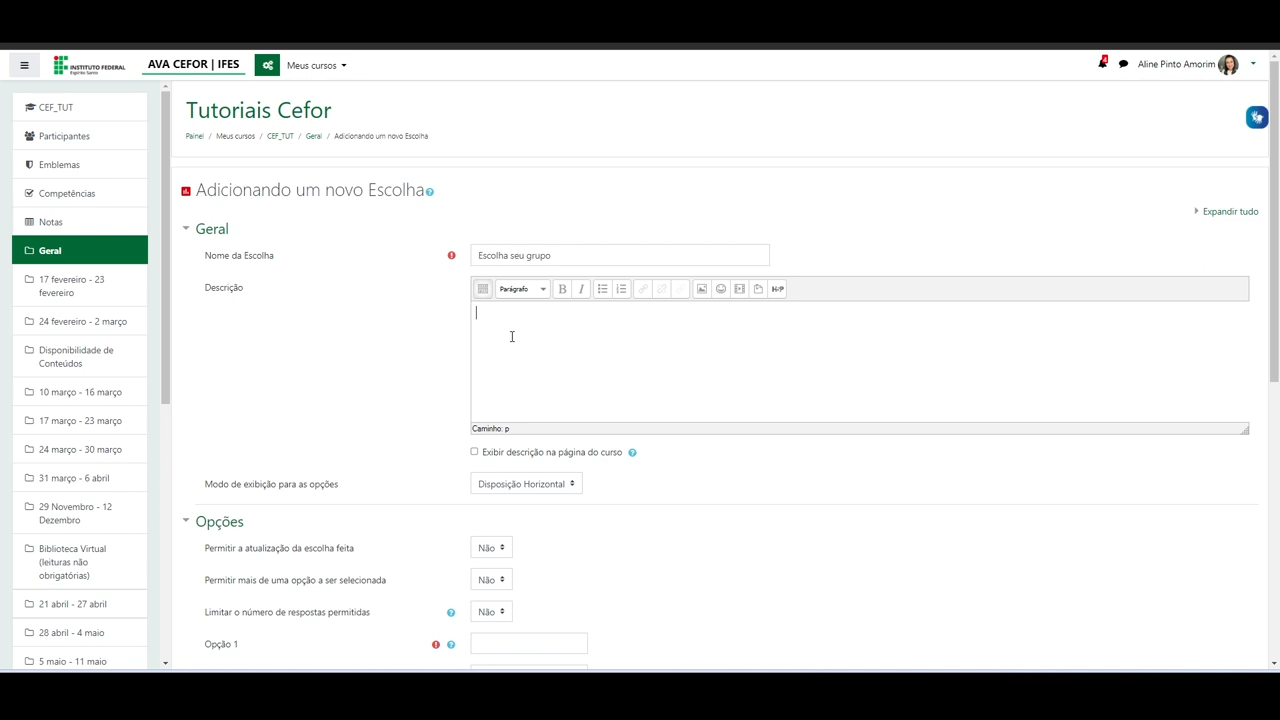 INSTITUTO FEDERAL
Espírito Santo
AVA CEFOR | IFES
Meus cursos
Aline Pinto Amorim
CEF_TUT
Participantes
Emblemas
Competências
Notas
Geral
17 fevereiro - 23
fevereiro
24 fevereiro - 2 março
Disponibilidade de
Conteúdos
10 março - 16 março
17 março - 23 março
24 março - 30 março
31 março - 6 abril
29 Novembro - 12
Dezembro
Biblioteca Virtual
(leituras não
obrigatórias)
21 abril - 27 abril
28 abril - 4 maio
5 maio - 11 maio
Tutoriais Cefor
Painel / Meus cursos / CEF_TUT / Geral / Adicionando um novo Escolha
Adicionando um novo Escolha
Expandir tudo
Geral
Nome da Escolha
Escolha seu grupo
Descrição
Parágrafo
B I
H-P
Caminho: p
Exibir descrição na página do curso
Modo de exibição para as opções
Disposição Horizontal
Opções
Permitir a atualização da escolha feita
Não
Permitir mais de uma opção a ser selecionada
Não
Limitar o número de respostas permitidas
Não
Opção 1